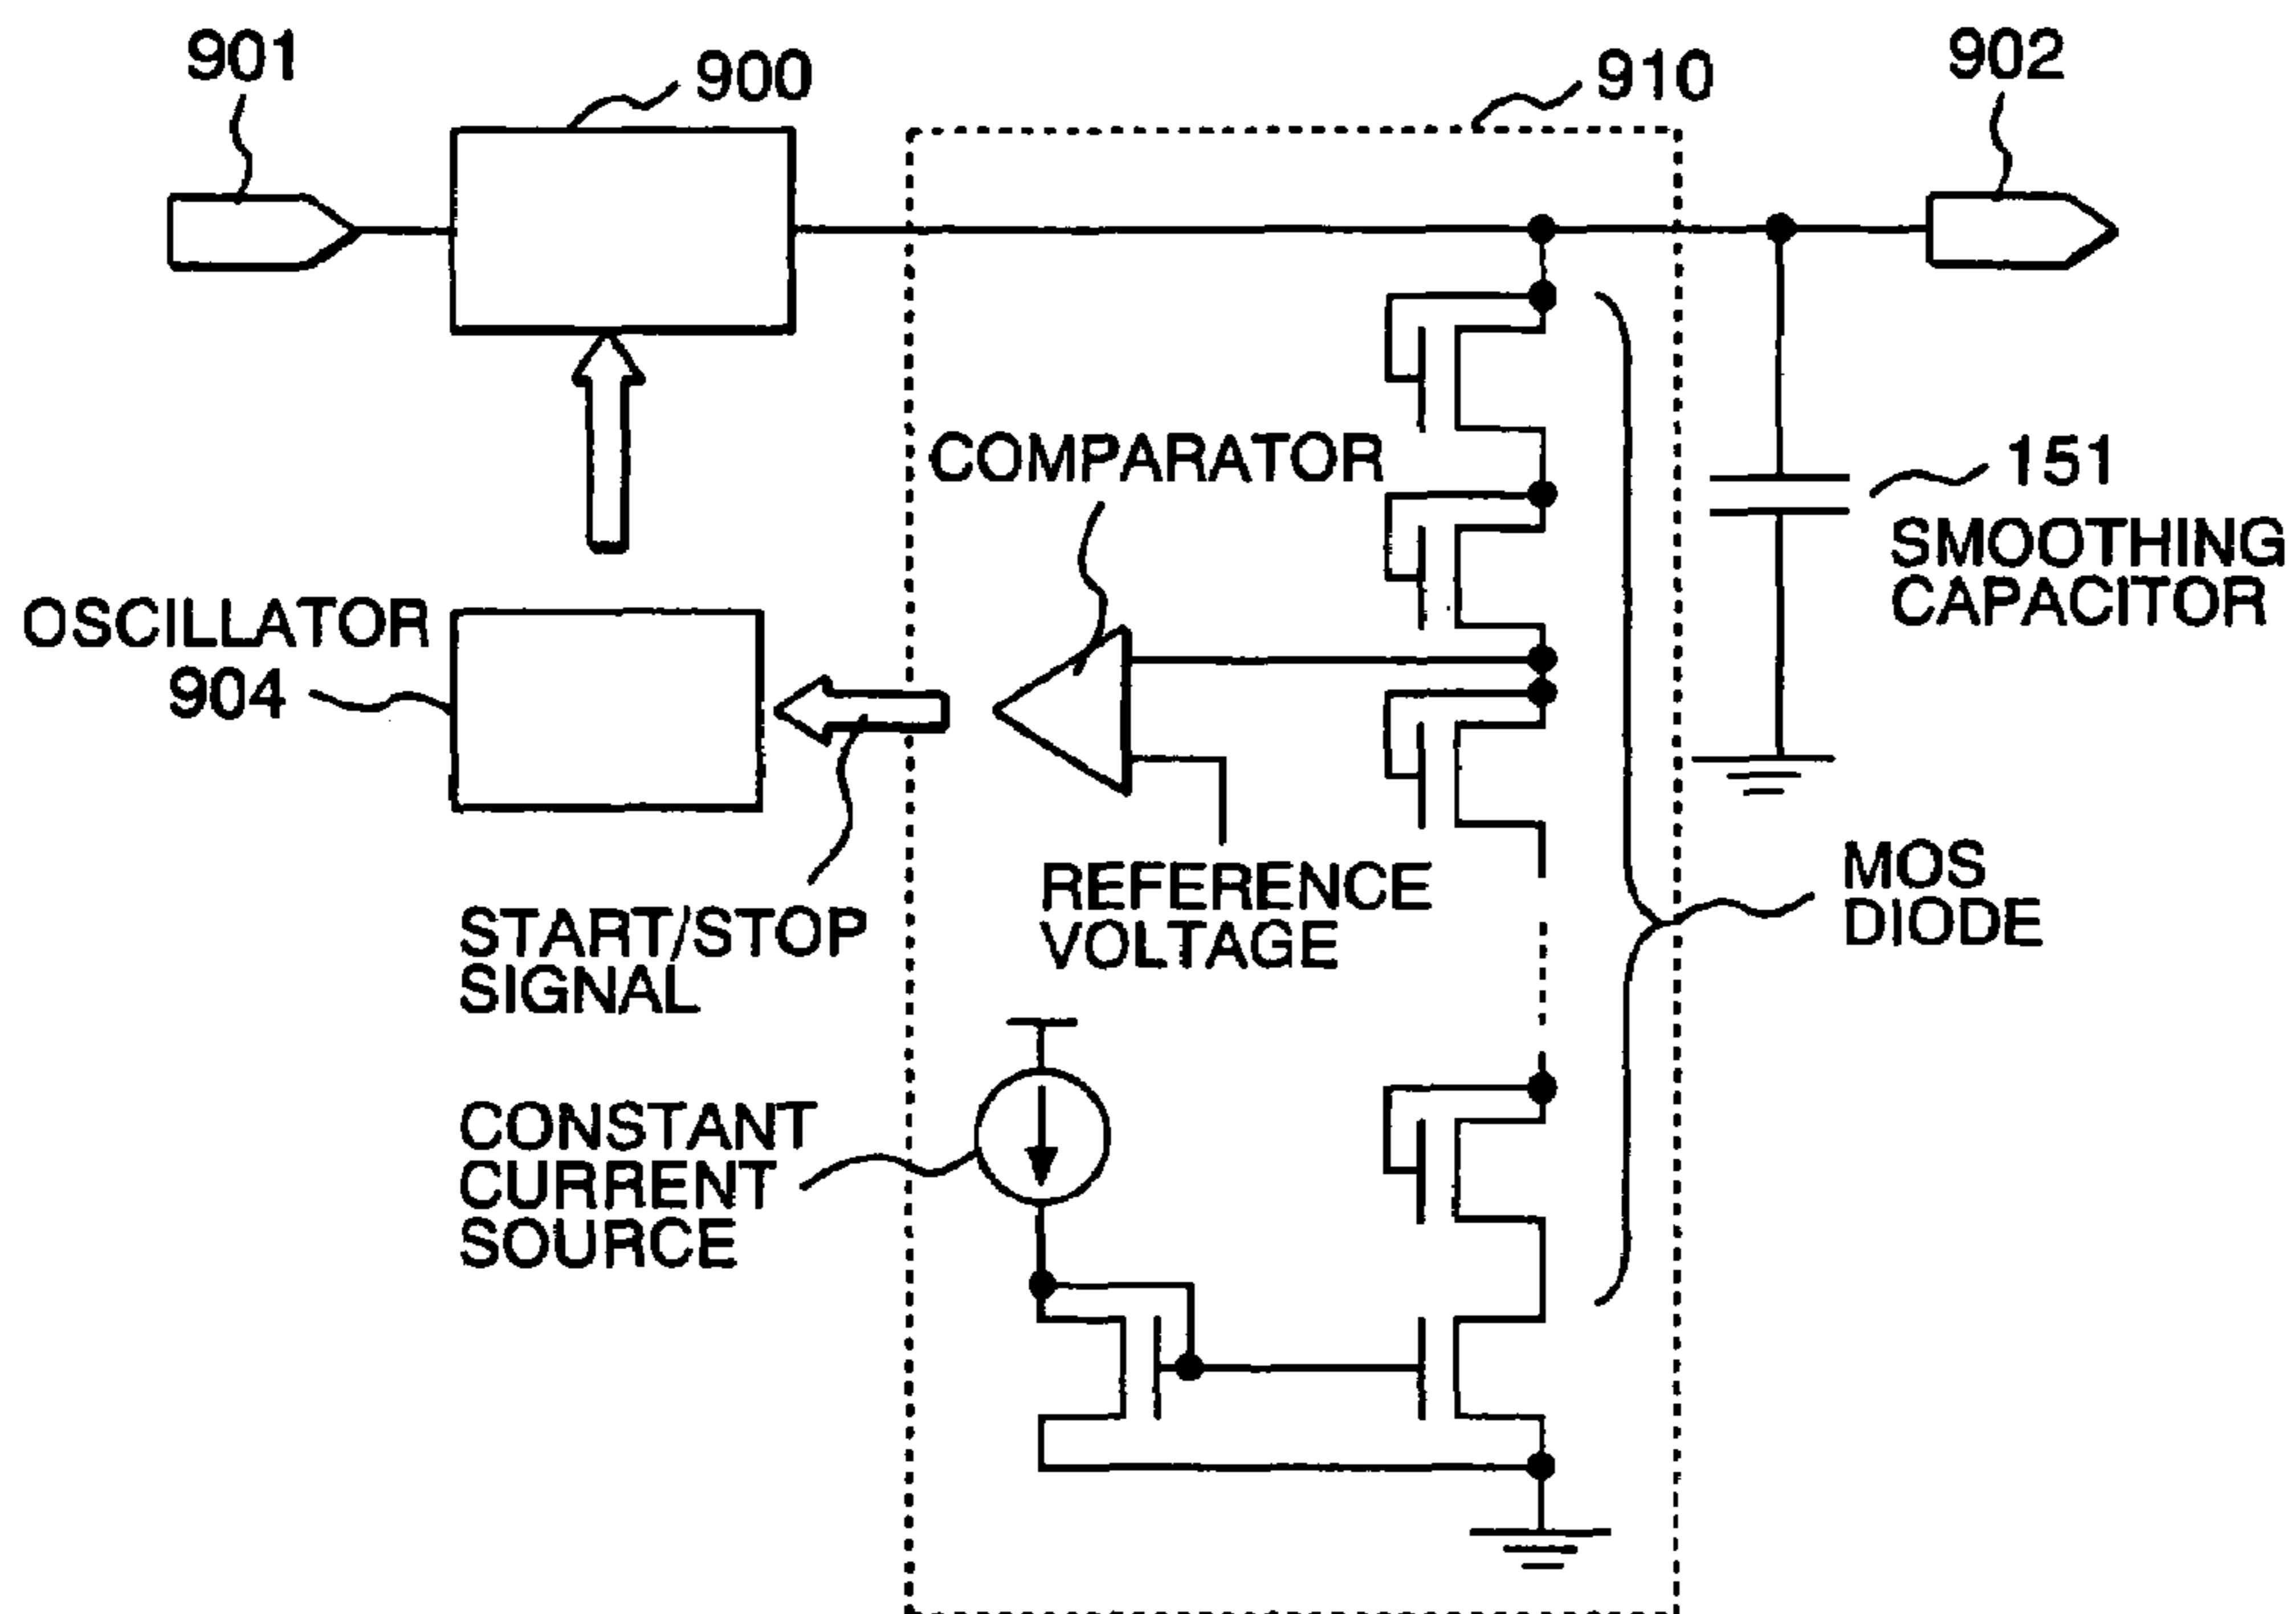 901
900
910
902
COMPARATOR
151
SMOOTHING
CAPACITOR
OSCILLATOR
904
START/STOP
SIGNAL
REFERENCE
VOLTAGE
MOS
DIODE
CONSTANT
CURRENT
SOURCE